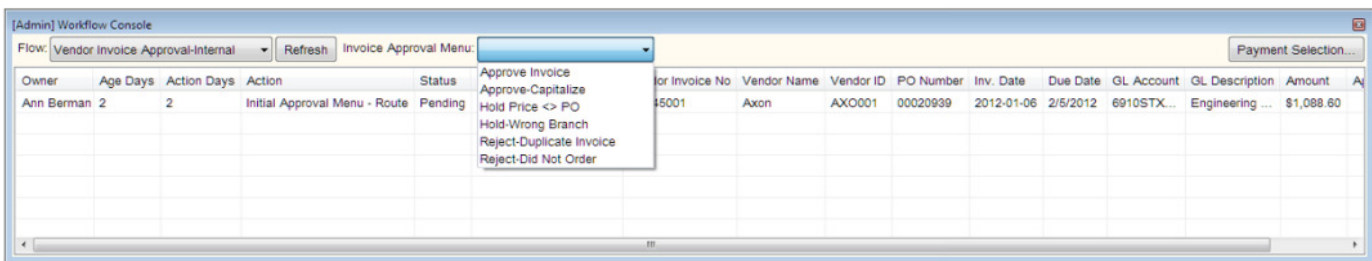 [Admin] Workflow Console
Flow: Vendor Invoice Approval-Internal Refresh Invoice Approval Menu: Payment Selection...
Owner Age Days Action Days Action Status or Invoice No Vendor Name Vendor ID PO Number Inv. Date Due Date GL Account GL Description Amount
Ann Berman 2 2 Initial Approval Menu - Route Pending 5001 Axon AXO001 00020939 2012-01-06 2/5/2012 6910STX... Engineering ... $1,088.60
Approve Invoice
Approve-Capitalize
Hold Price <> PO
Hold-Wrong Branch
Reject-Duplicate Invoice
Reject-Did Not Order